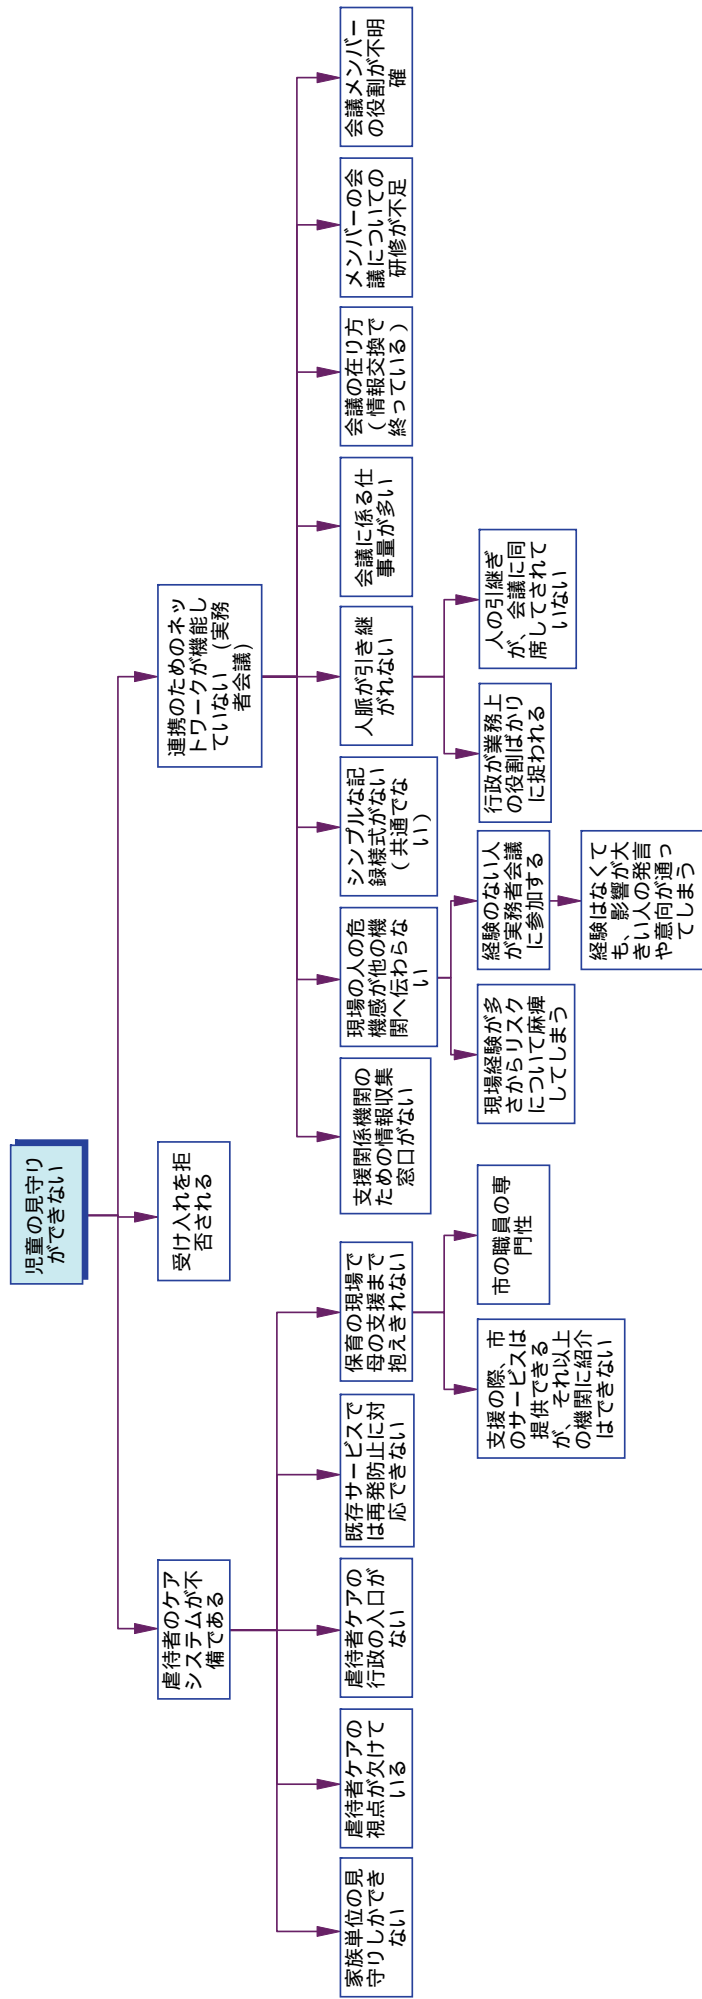 児童の見守り
ができない
虐待者のケア
システムが不
備である
受け入れを拒
否される
連携のためのネッ
トワークが機能し
ていない（実務
者会議）
家族単位の見
守りしかでき
ない
虐待者ケアの
視点が欠けて
いる
虐待者ケアの
行政の入口が
ない
既存サービスで
は再発防止に対
応できない
保育の現場で
母の支援まで
抱えきれない
支援関係機関の
ための情報収集
窓口がない
現場の人の危
機感が他の機
関へ伝わらな
い
シンプルな記
録様式がない
（共通でな
い）
人脈が引き継
がれない
会議に係る仕
事量が多い
会議の在り方
（情報交換で
終っている）
メンバーの会
議についての
研修が不足
会議メンバー
の役割が不明
確
支援の際、市
のサービスは
提供できる
が、それ以上
の機関に紹介
はできない
市の職員の専
門性
現場経験が多
さからリスク
について麻痺
してしまう
経験のない人
が実務者会議
に参加する
行政が業務上
の役割ばかり
に捉われる
人の引継ぎ
が、会議に同
席してされて
いない
経験はなくて
も、影響が大
きい人の発言
や意向が通っ
てしまう